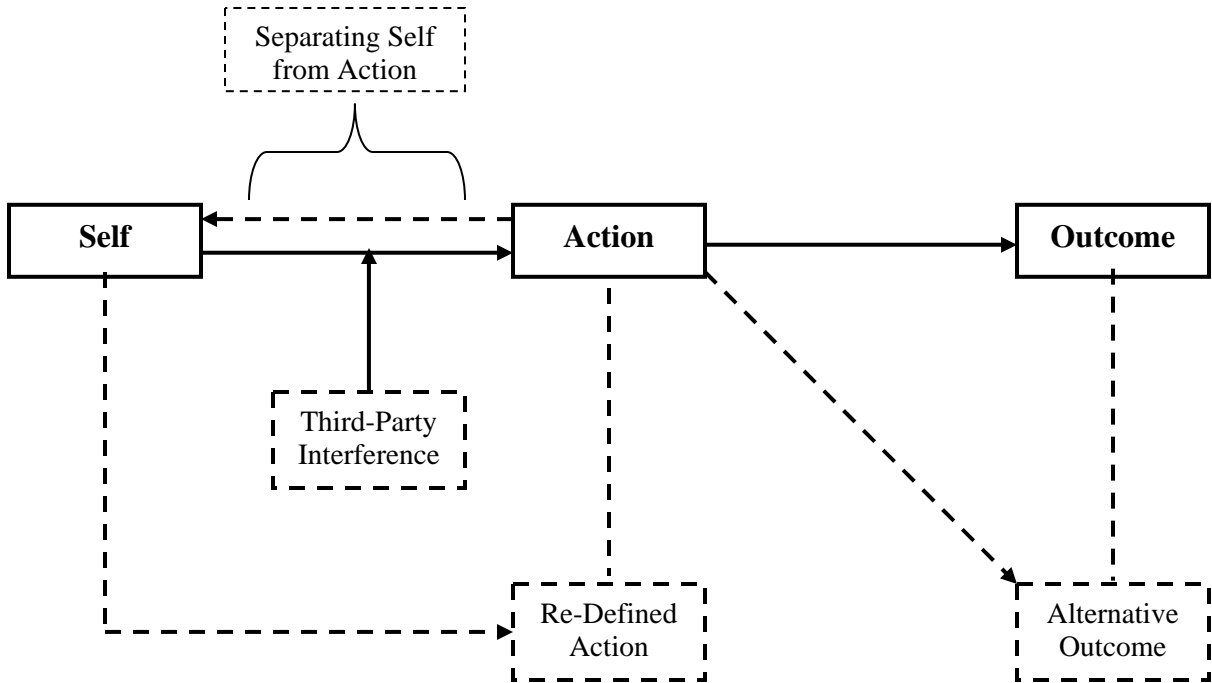 Separating Self
from Action
Self
Action
Outcome
Third-Party
Interference
Re-Defined
Action
Alternative
Outcome